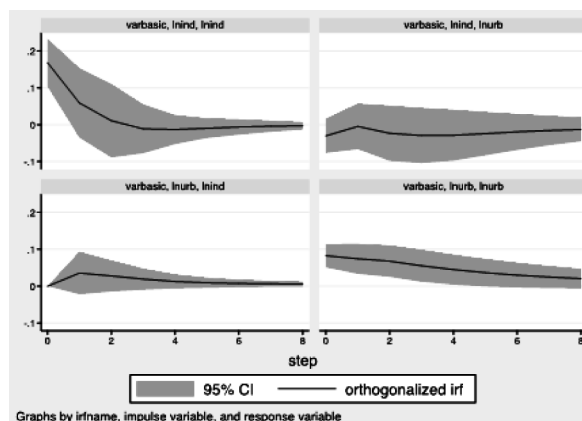 varbasic, lnind, lnind
varbasic, lnind, lnurb
.2
.1
0
-.1
varbasic, lnurb, lnind
varbasic, lnurb, lnurb
.2
.1
0
-.1
0 2 4 6 8
0 2 4 6 8
step
95% CI
orthogonalized irf
Graphs by irfname, impulse variable, and response variable